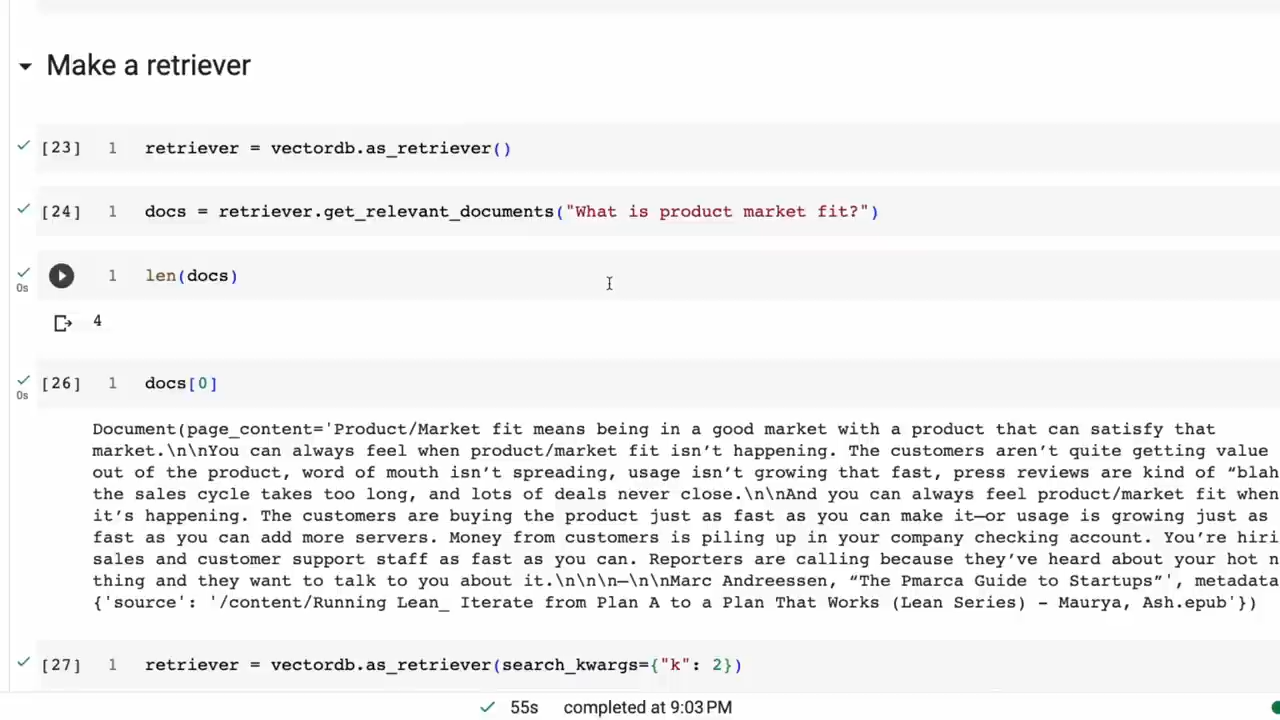 Make a retriever
[23] 1 retriever = vectordb.as_retriever()
[24] 1 docs = retriever.get_relevant_documents("What is product market fit?")
1 len(docs)
0s
4
[26] 1 docs[0]
0s
Document(page_content='Product/Market fit means being in a good market with a product that can satisfy that
market.\n\nYou can always feel when product/market fit isn’t happening. The customers aren’t quite getting value
out of the product, word of mouth isn’t spreading, usage isn’t growing that fast, press reviews are kind of “blah
the sales cycle takes too long, and lots of deals never close.\n\nAnd you can always feel product/market fit when
it’s happening. The customers are buying the product just as fast as you can make it—or usage is growing just as
fast as you can add more servers. Money from customers is piling up in your company checking account. You’re hiri
sales and customer support staff as fast as you can. Reporters are calling because they’ve heard about your hot n
thing and they want to talk to you about it.\n\n\n—\n\nMarc Andreessen, “The Pmarca Guide to Startups”', metadata
{'source': '/content/Running Lean_ Iterate from Plan A to a Plan That Works (Lean Series) - Maurya, Ash.epub'})
[27] 1 retriever = vectordb.as_retriever(search_kwargs={"k": 2})
55s completed at 9:03 PM